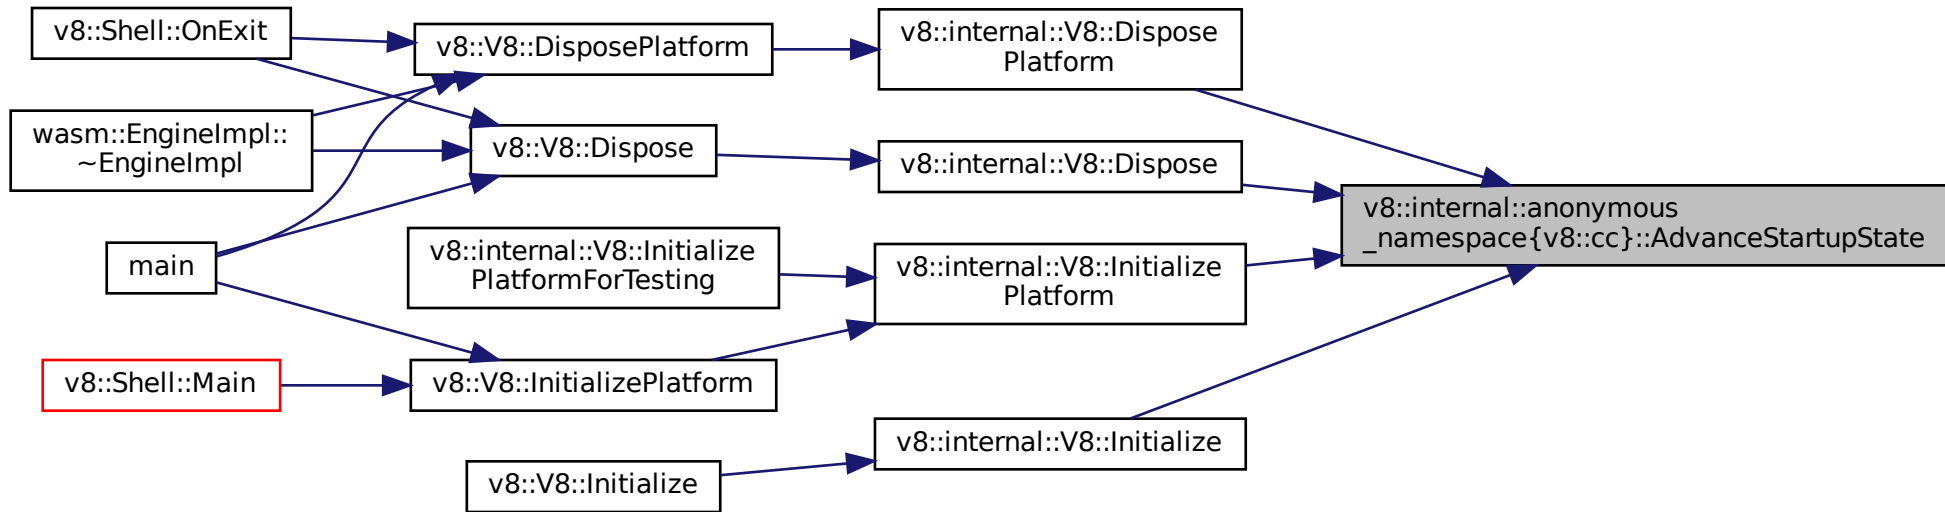 v8::Shell::OnExit
wasm::EngineImpl::
~EngineImpl
main
v8::Shell::Main
v8::V8::DisposePlatform
v8::V8::Dispose
v8::internal::V8::Initialize
PlatformForTesting
v8::V8::InitializePlatform
v8::V8::Initialize
v8::internal::V8::Dispose
Platform
v8::internal::V8::Dispose
v8::internal::V8::Initialize
Platform
v8::internal::V8::Initialize
v8::internal::anonymous
_namespace{v8::cc}::AdvanceStartupState